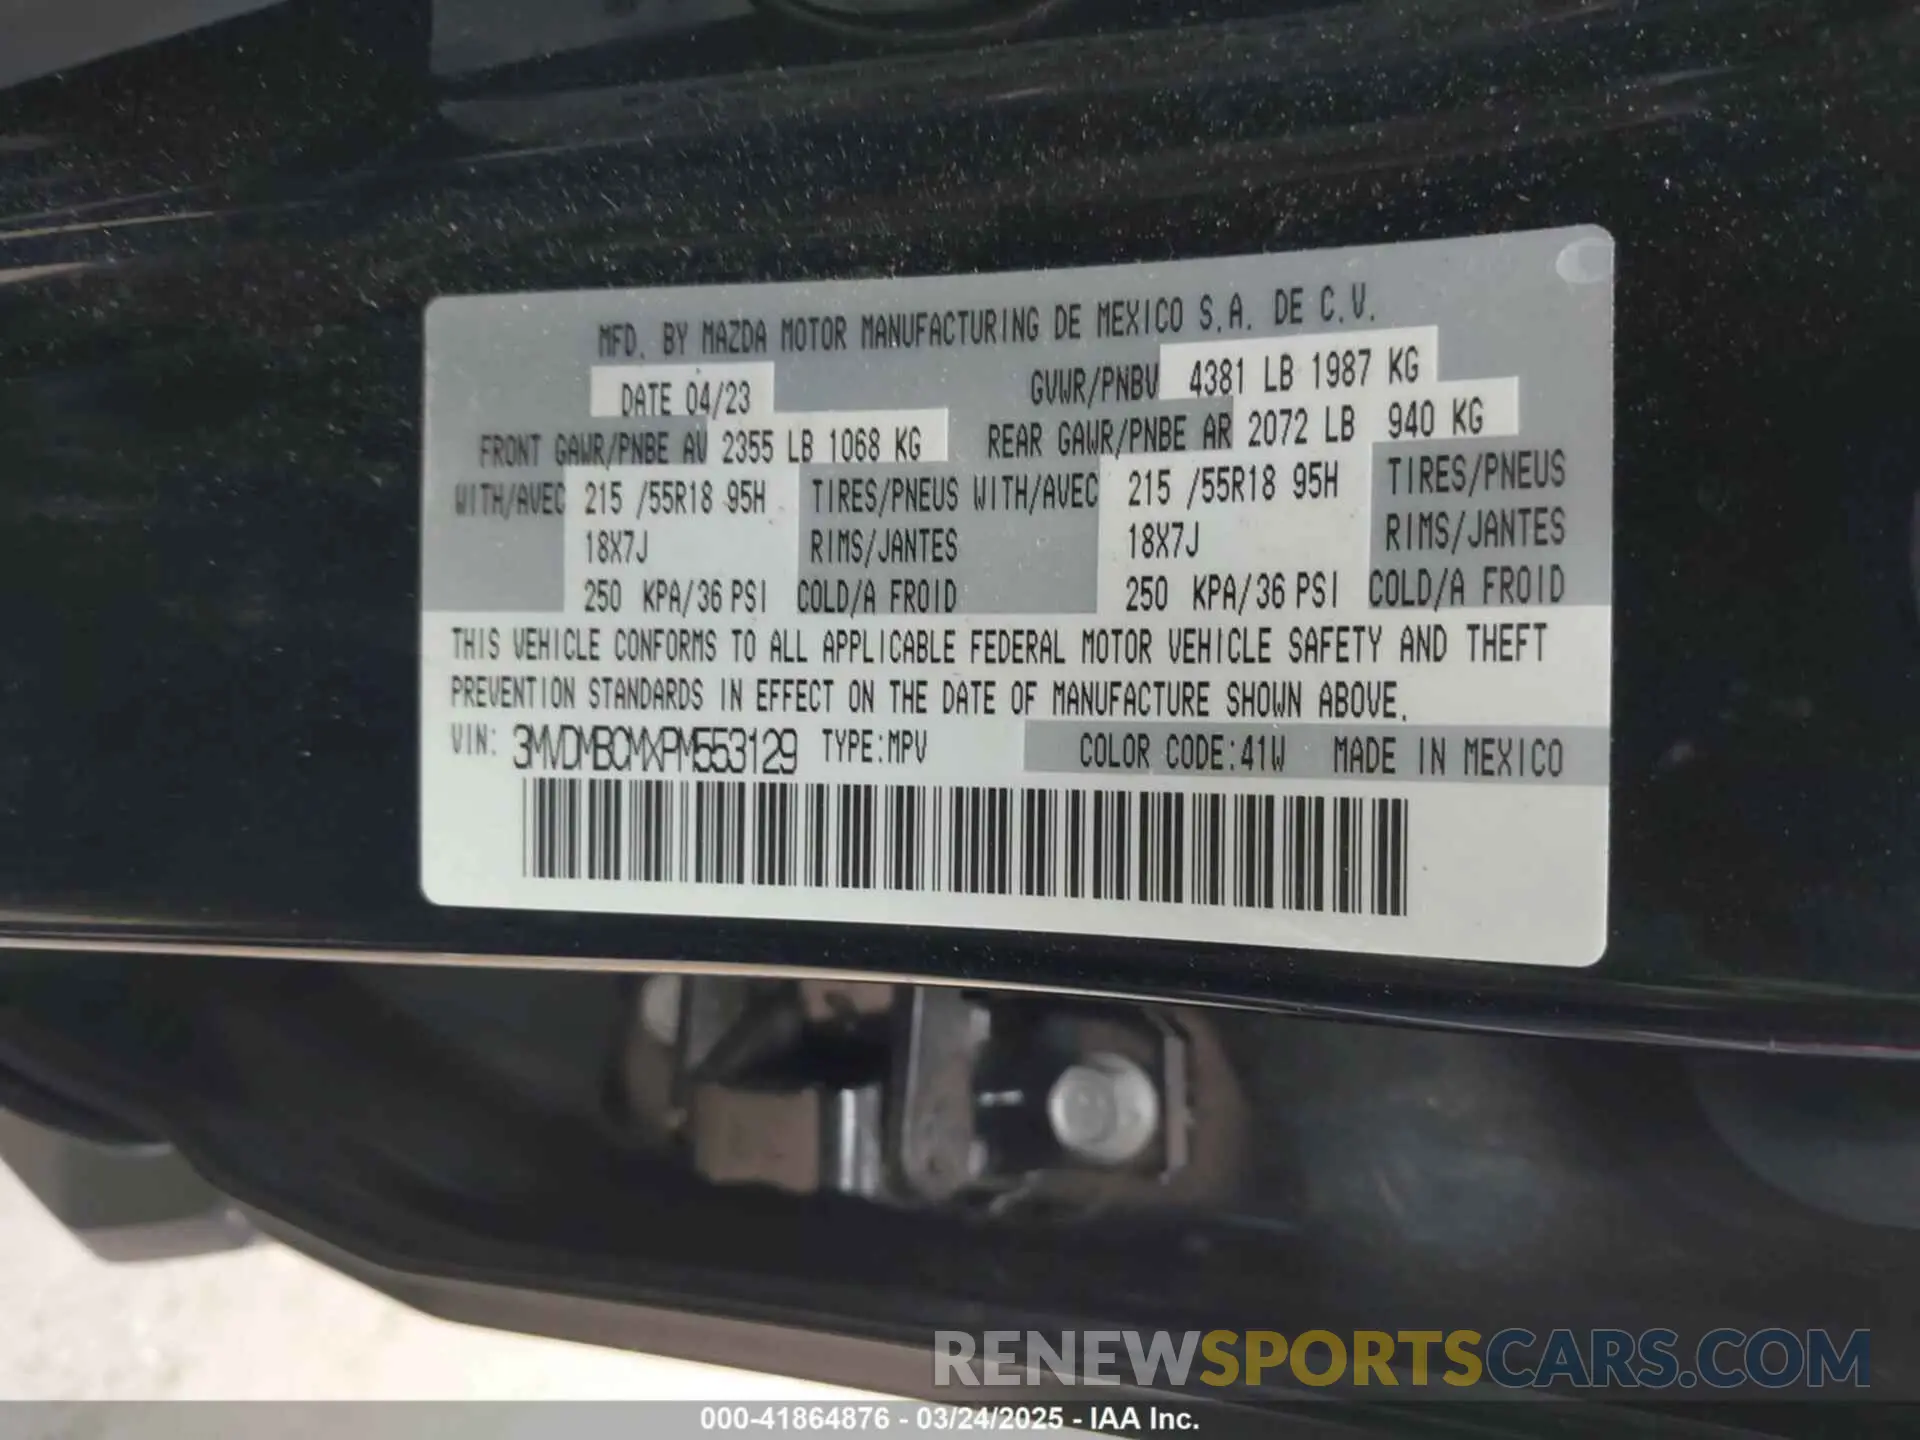 MFD. BY MAZDA MOTOR MANUFACTURING DE MEXICO S.A. DE C.V.
DATE 04/23 GVWR/PNBV 4381 LB 1987 KG
FRONT GAWR/PNBE AV 2355 LB 1068 KG REAR GAWR/PNBE AR 2072 LB 940 KG
WITH/AVEC 215 /55R18 95H TIRES/PNEUS WITH/AVEC 215 /55R18 95H TIRES/PNEUS
18X7J RIMS/JANTES 18X7J RIMS/JANTES
250 KPA/36 PSI COLD/A FROID 250 KPA/36 PSI COLD/A FROID
THIS VEHICLE CONFORMS TO ALL APPLICABLE FEDERAL MOTOR VEHICLE SAFETY AND THEFT
PREVENTION STANDARDS IN EFFECT ON THE DATE OF MANUFACTURE SHOWN ABOVE.
VIN: 3MVDMBCMXPM553129 TYPE:MPV COLOR CODE:41W MADE IN MEXICO
RENEWSPORTSCARS.COM
000-41864876 - 03/24/2025 - IAA Inc.